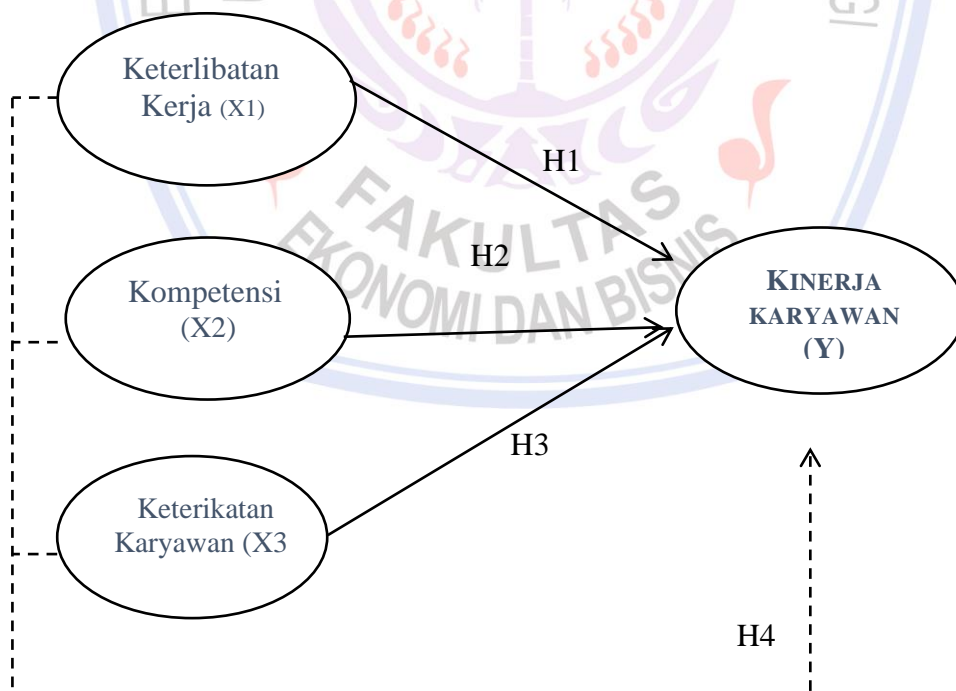 Keterlibatan
Kerja (X1)
H1
FAKULTAS
EKONOMI DAN BISNIS
H2
Kompetensi
(X2)
KINERJA
KARYAWAN
(Y)
H3
Keterikatan
Karyawan (X3
H4